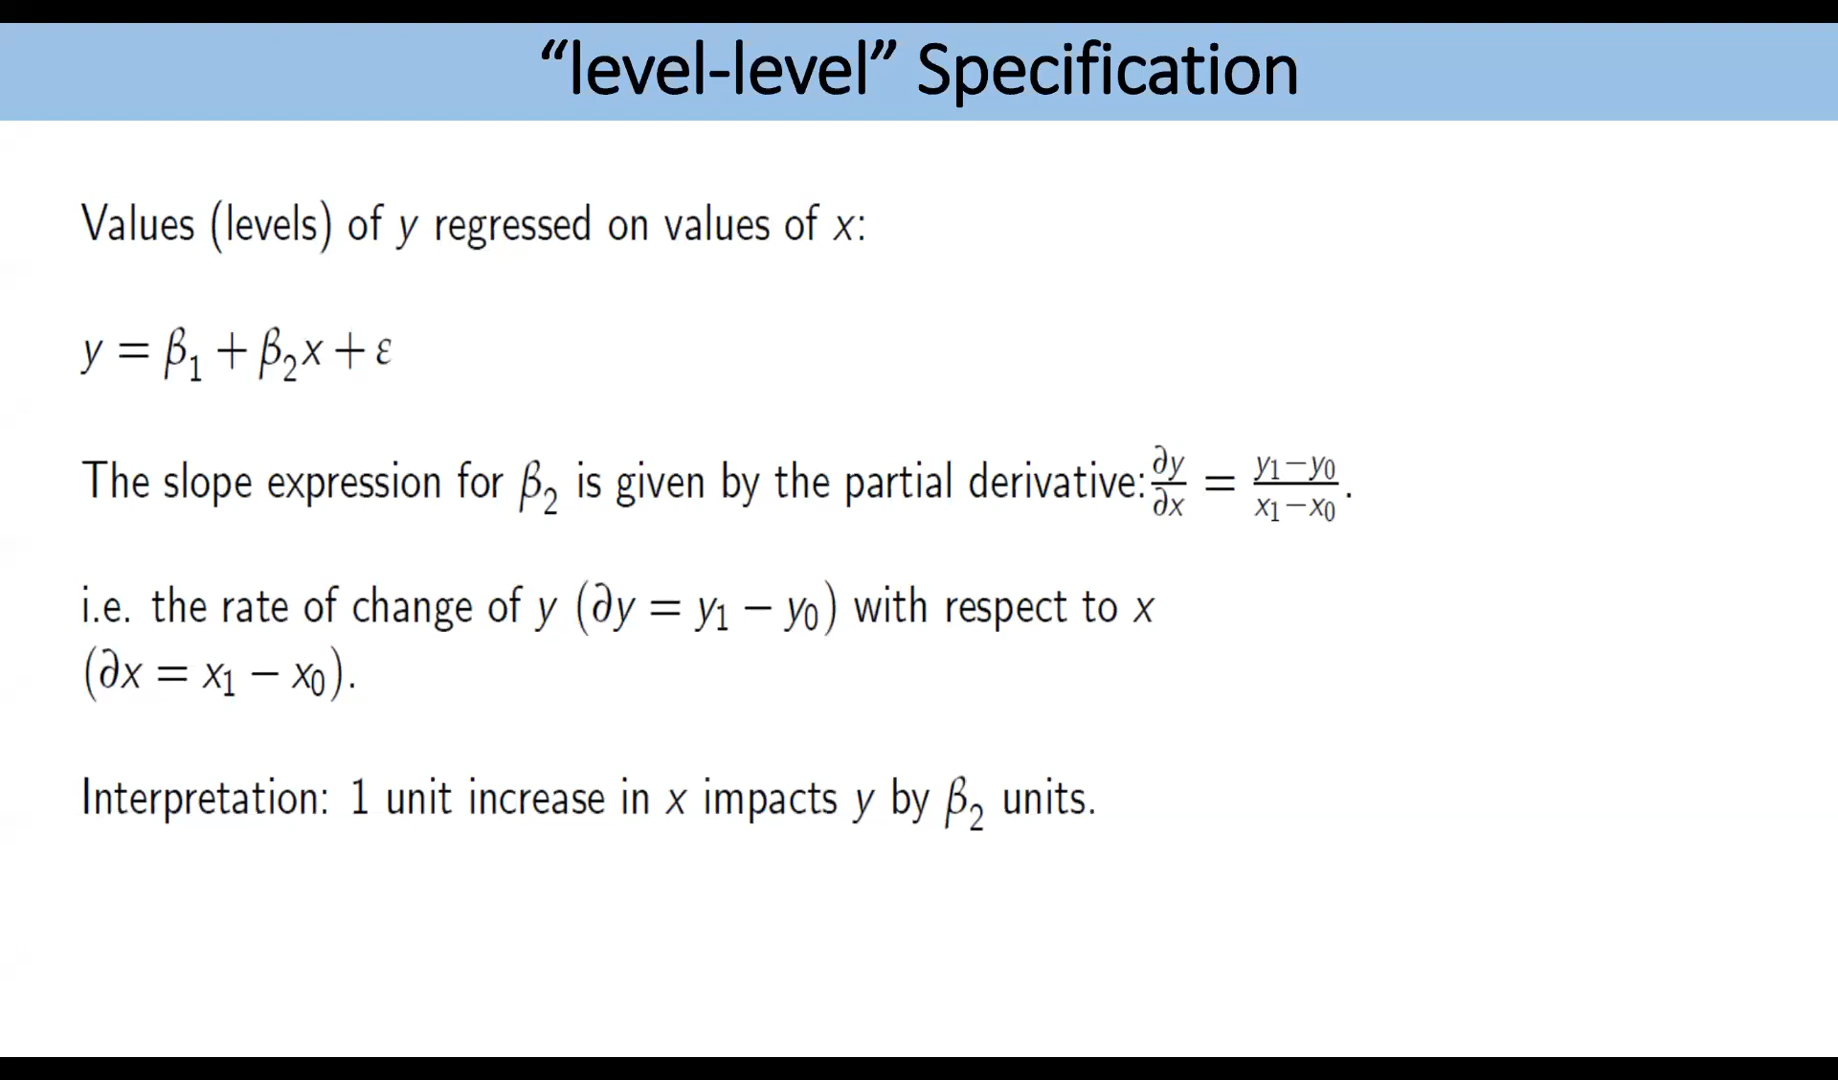 “level-level” Specification
Values (levels) of y regressed on values of x:
y = β₁ + β₂x + ε
The slope expression for β₂ is given by the partial derivative: ∂y/∂x = y₁−y₀/x₁−x₀.
i.e. the rate of change of y (∂y = y₁ − y₀) with respect to x
(∂x = x₁ − x₀).
Interpretation: 1 unit increase in x impacts y by β₂ units.